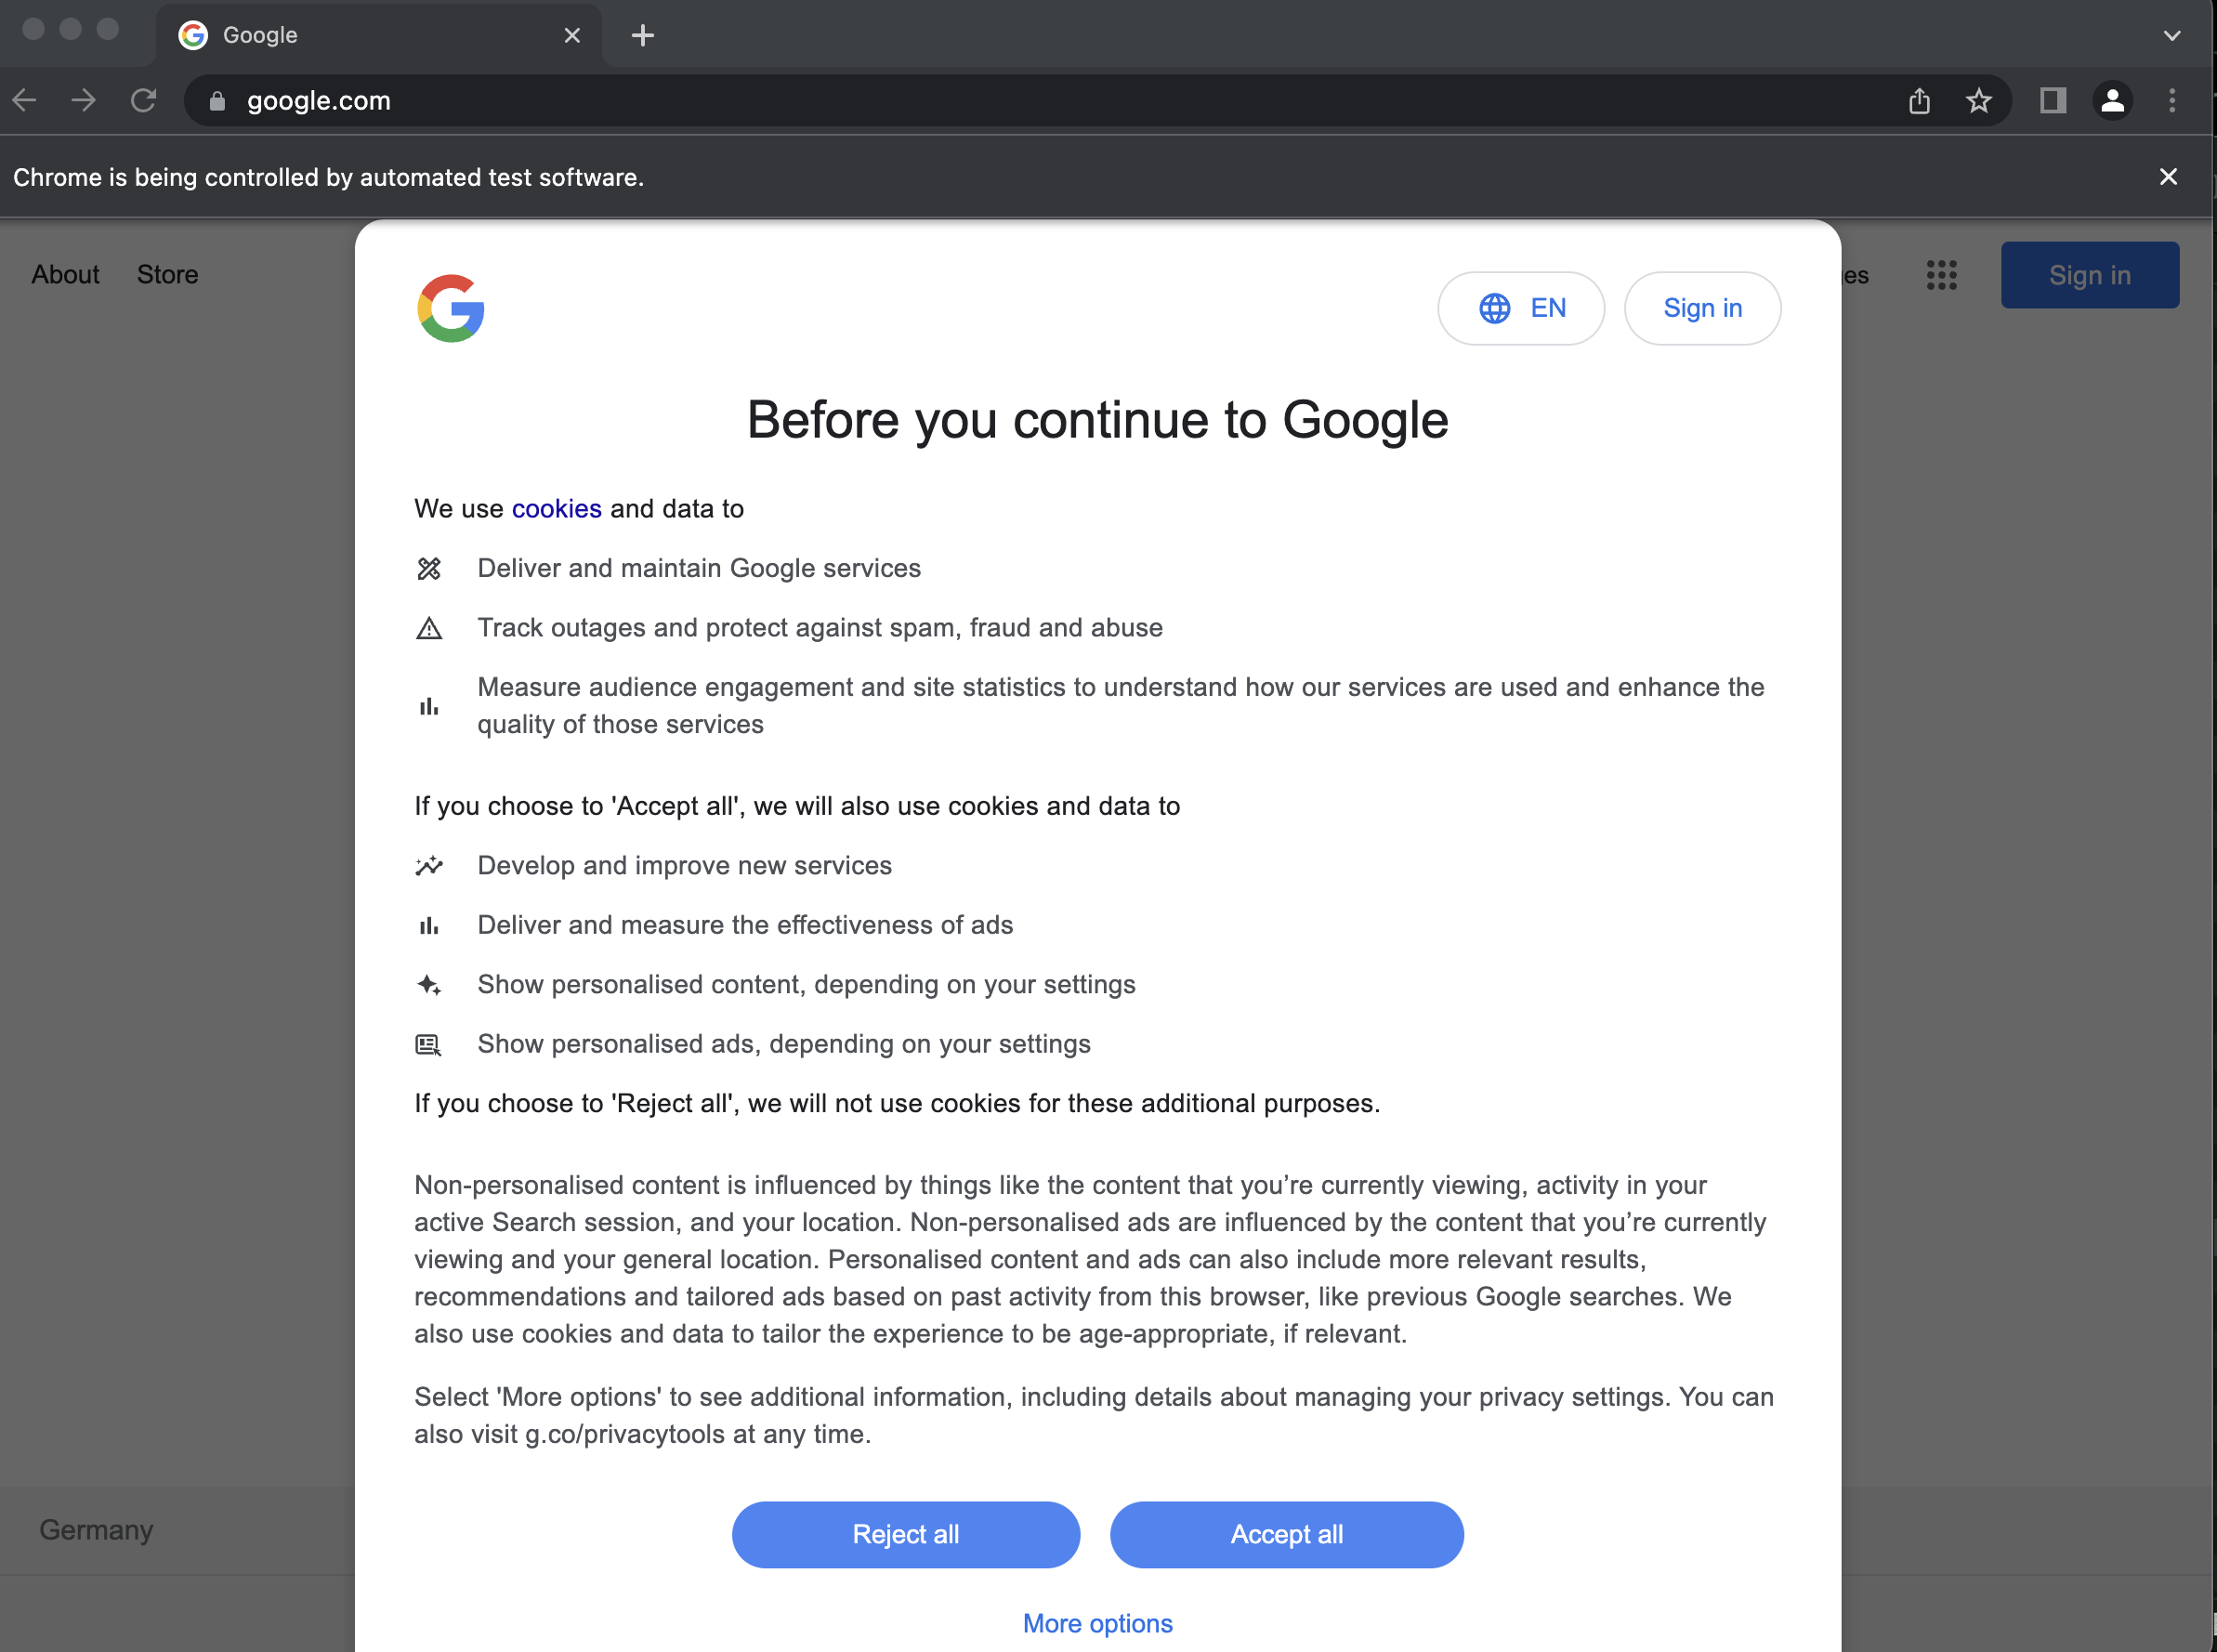 Google
google.com
Chrome is being controlled by automated test software.
About Store
Sign in
EN Sign in
Before you continue to Google
We use cookies and data to
Deliver and maintain Google services
Track outages and protect against spam, fraud and abuse
Measure audience engagement and site statistics to understand how our services are used and enhance the
quality of those services
If you choose to 'Accept all', we will also use cookies and data to
Develop and improve new services
Deliver and measure the effectiveness of ads
Show personalised content, depending on your settings
Show personalised ads, depending on your settings
If you choose to 'Reject all', we will not use cookies for these additional purposes.
Non-personalised content is influenced by things like the content that you’re currently viewing, activity in your
active Search session, and your location. Non-personalised ads are influenced by the content that you’re currently
viewing and your general location. Personalised content and ads can also include more relevant results,
recommendations and tailored ads based on past activity from this browser, like previous Google searches. We
also use cookies and data to tailor the experience to be age-appropriate, if relevant.
Select 'More options' to see additional information, including details about managing your privacy settings. You can
also visit g.co/privacytools at any time.
Germany
Reject all Accept all
More options